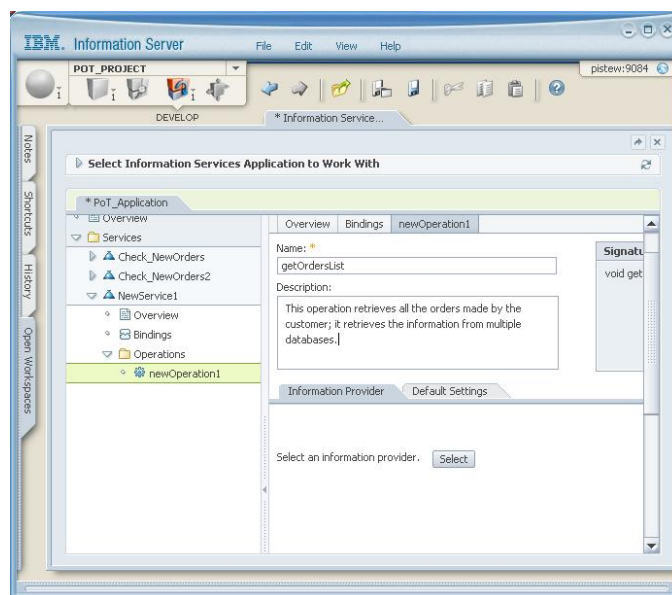 IBM. Information Server
File Edit View Help
POT_PROJECT
pistew:9084
DEVELOP
* Information Service...
Notes
Shortcuts
History
Open Workspaces
Select Information Services Application to Work With
* PoT_Application
Overview
Services
Check_NewOrders
Check_NewOrders2
NewService1
Overview
Bindings
Operations
newOperation1
Overview Bindings newOperation1
Name: *
getOrdersList
Description:
This operation retrieves all the orders made by the
customer; it retrieves the information from multiple
databases.
Signatu
void get
Information Provider Default Settings
Select an information provider. Select